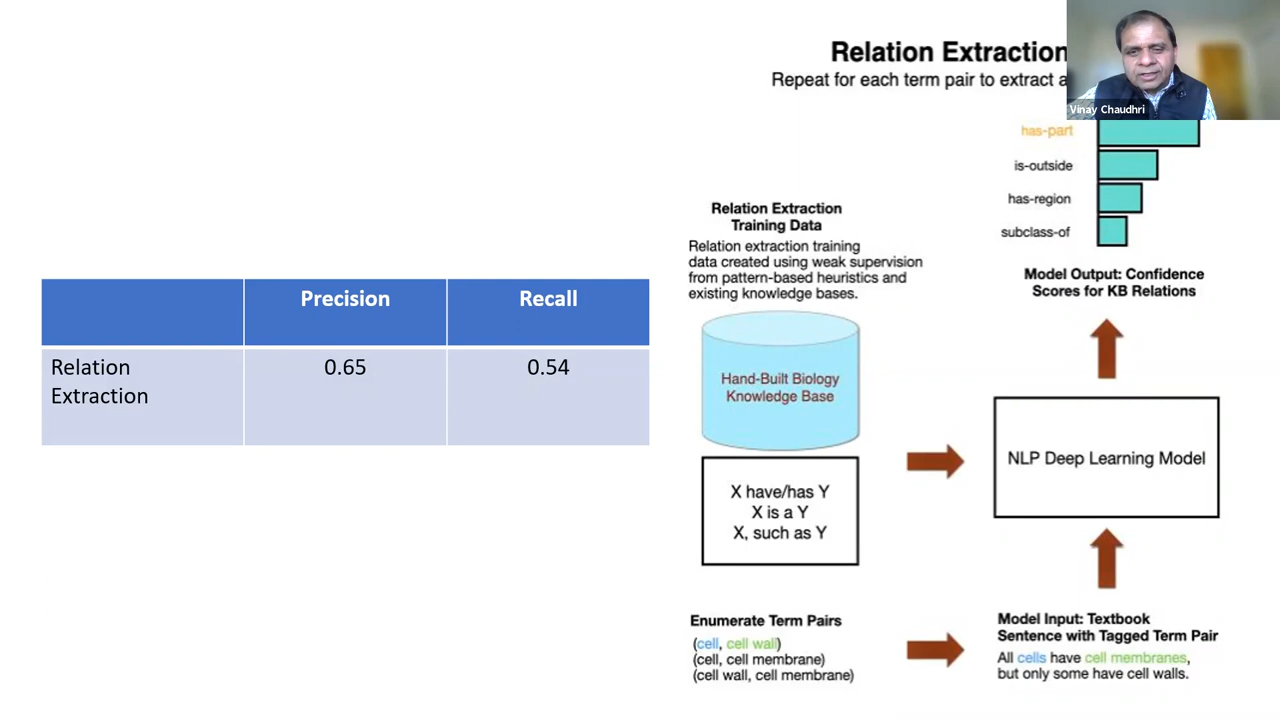 Relation Extraction
Repeat for each term pair to extract a
Vinay Chaudhri
has-part
is-outside
has-region
subclass-of
Model Output: Confidence
Scores for KB Relations
Precision
Recall
Relation
Extraction
0.65
0.54
Relation Extraction
Training Data
Relation extraction training
data created using weak supervision
from pattern-based heuristics and
existing knowledge bases.
Hand-Built Biology
Knowledge Base
X have/has Y
X is a Y
X, such as Y
NLP Deep Learning Model
Enumerate Term Pairs
(cell, cell wall)
(cell, cell membrane)
(cell wall, cell membrane)
Model Input: Textbook
Sentence with Tagged Term Pair
All cells have cell membranes,
but only some have cell walls.